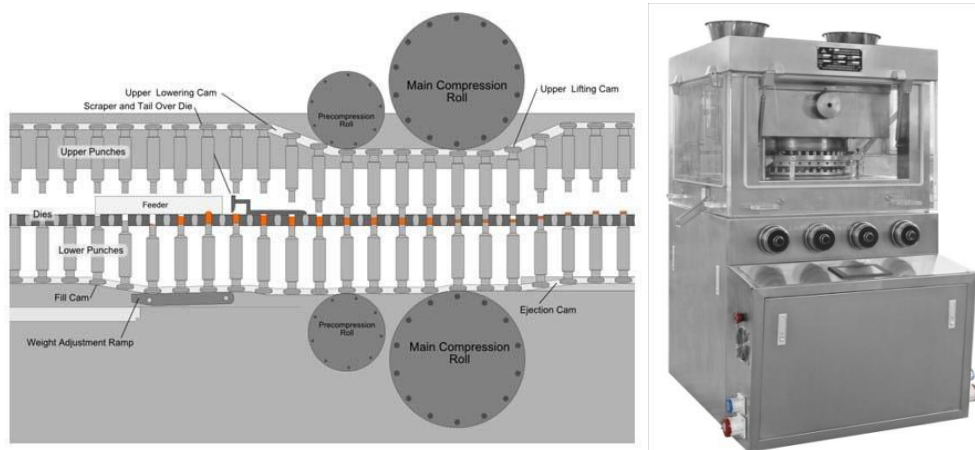 Upper Lowering Cam
Scraper and Tail Over Die
Upper Punches
Precompression
Roll
Main Compression
Roll
Upper Lifting Cam
Feeder
Dies
Lower Punches
Fill Cam
Weight Adjustment Ramp
Precompression
Roll
Main Compression
Roll
Ejection Cam